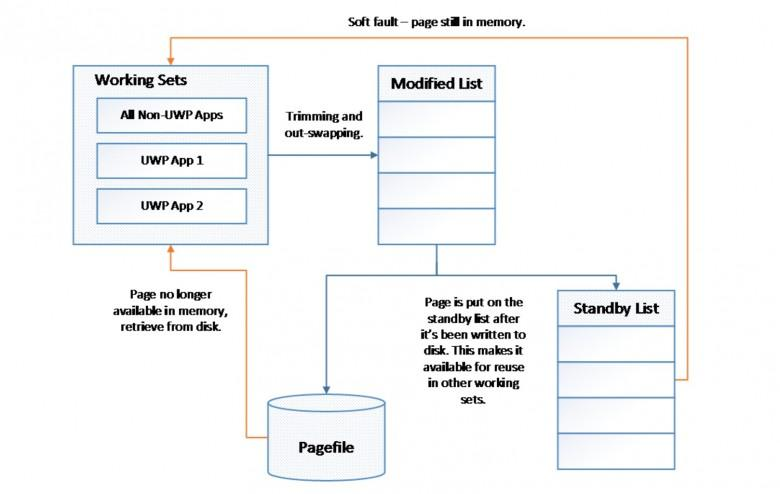 Soft fault – page still in memory.
Working Sets
All Non-UWP Apps
UWP App 1
UWP App 2
Trimming and
out-swapping.
Modified List
Page no longer
available in memory,
retrieve from disk.
Page is put on the
standby list after
it's been written to
disk. This makes it
available for reuse
in other working
sets.
Standby List
Pagefile